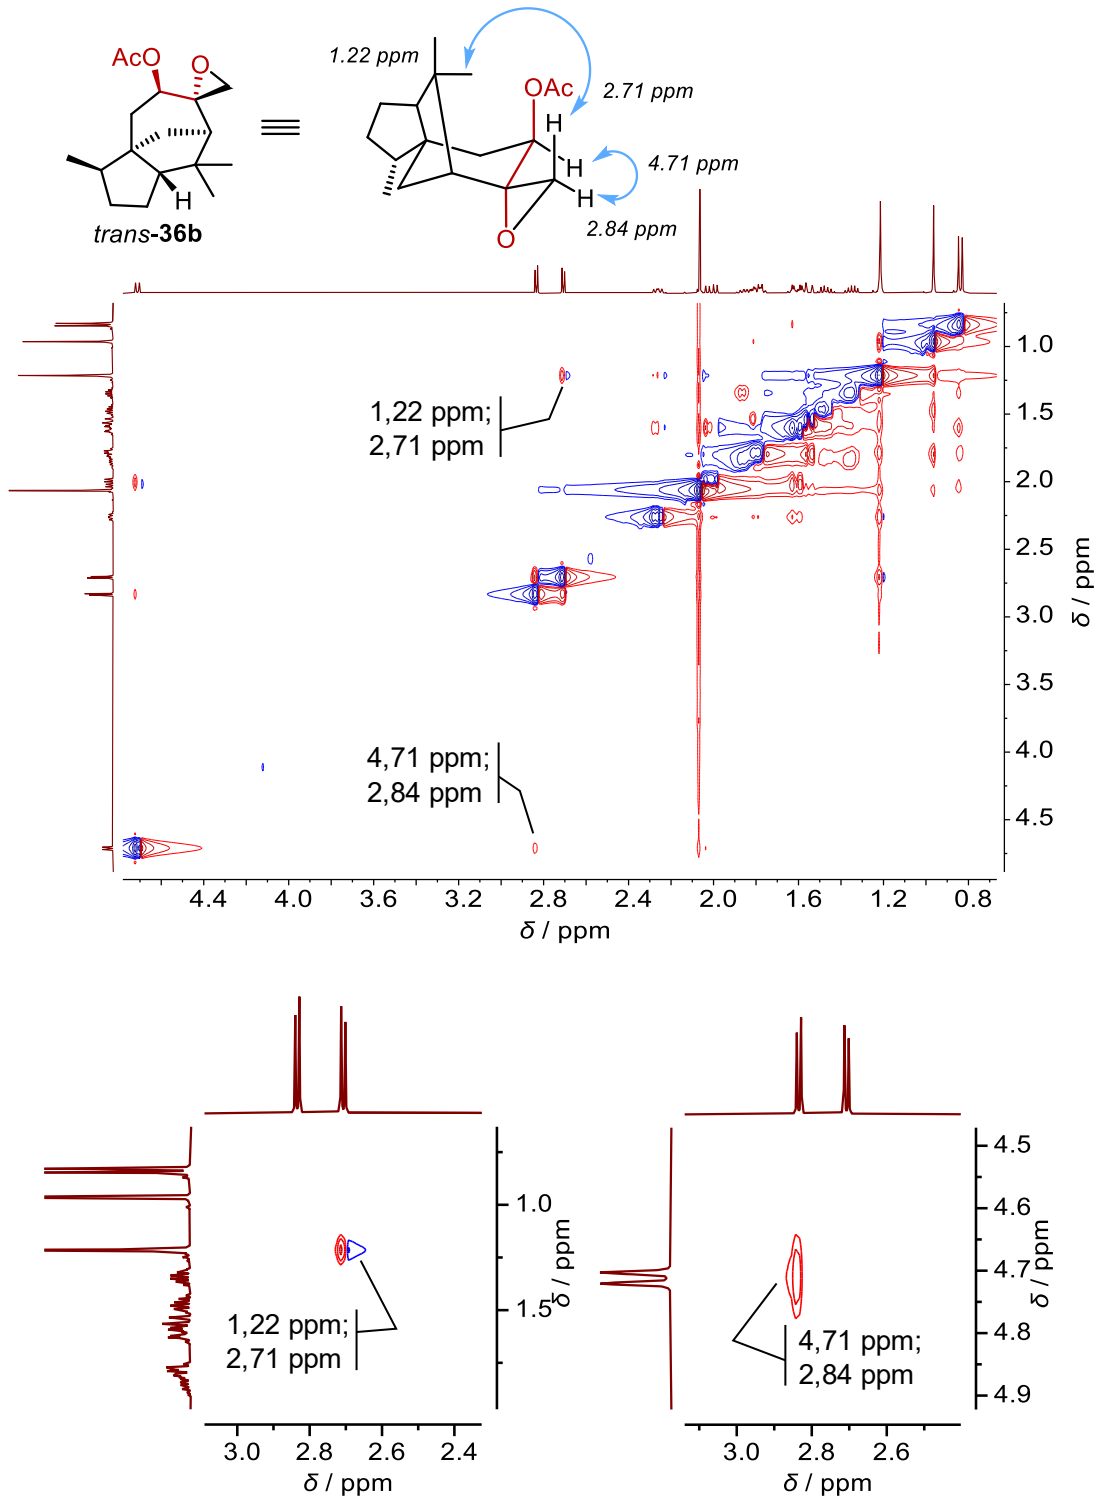 AcO
O
H
trans-36b
1.22 ppm
OAc
H
2.71 ppm
H
4.71 ppm
H
2.84 ppm
O
1,22 ppm;
2,71 ppm
4,71 ppm;
2,84 ppm
1.0
1.5
2.0
2.5
3.0
3.5
4.0
4.5
δ / ppm
4.4 4.0 3.6 3.2 2.8 2.4 2.0 1.6 1.2 0.8
δ / ppm
1.0
1.5
δ / ppm
1,22 ppm;
2,71 ppm
3.0 2.8 2.6 2.4
δ / ppm
4.5
4.6
4.7
4.8
4.9
δ / ppm
4,71 ppm;
2,84 ppm
3.0 2.8 2.6
δ / ppm